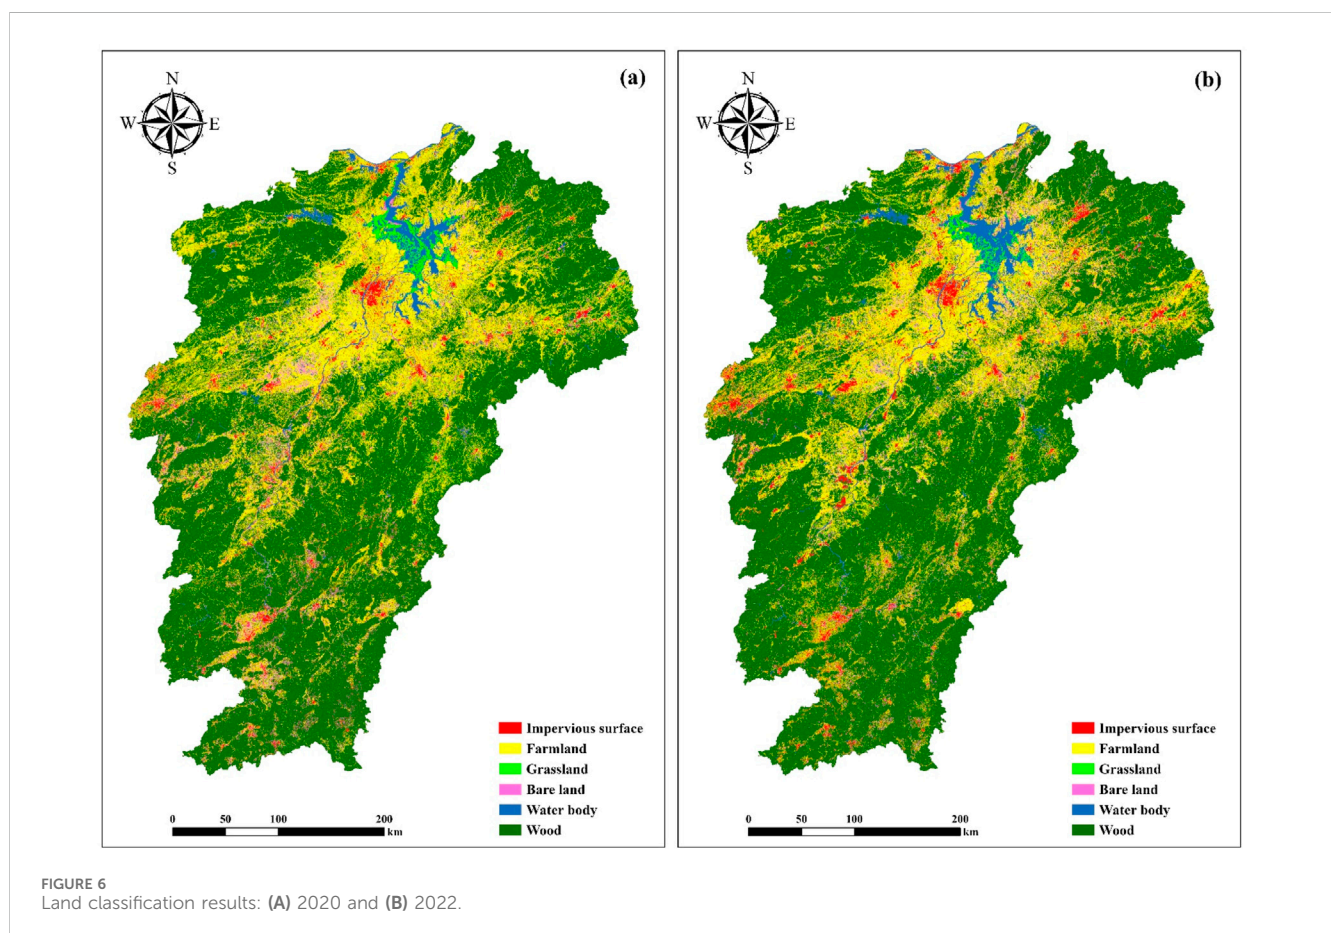 (a)
N
W E
S
Impervious surface
Farmland
Grassland
Bare land
Water body
Wood
0 50 100 200
km
(b)
N
W E
S
Impervious surface
Farmland
Grassland
Bare land
Water body
Wood
0 50 100 200
km
FIGURE 6
Land classification results: (A) 2020 and (B) 2022.